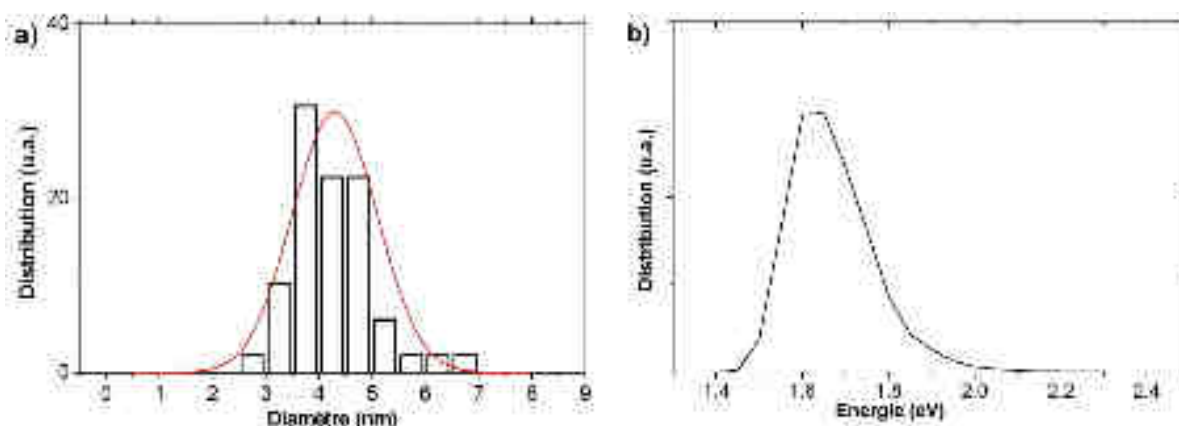 a)
40
20
0
Distribution (u.a.)
0 1 2 3 4 5 6 7 8 9
Diamètre (nm)
b)
Distribution (u.a.)
1.4 2.0 2.2 2.4
Energie (eV)